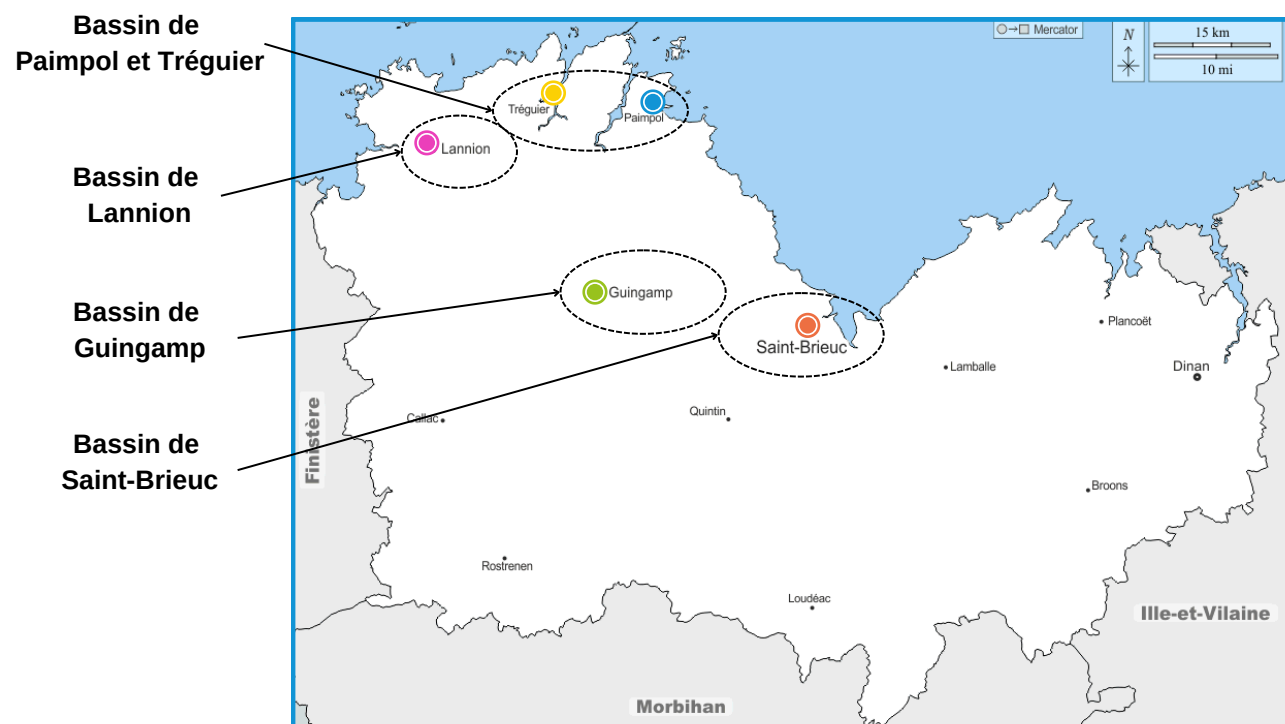 Bassin de
Paimpol et Tréguier
Bassin de
Lannion
Bassin de
Guingamp
Bassin de
Saint-Brieuc
Mercator
N
15 km
10 mi
Tréguier
Paimpol
Lannion
Guingamp
Saint-Brieuc
Plancoët
Lamballe
Dinan
Callac
Quintin
Broons
Rostrenen
Loudéac
Finistère
Ille-et-Vilaine
Morbihan